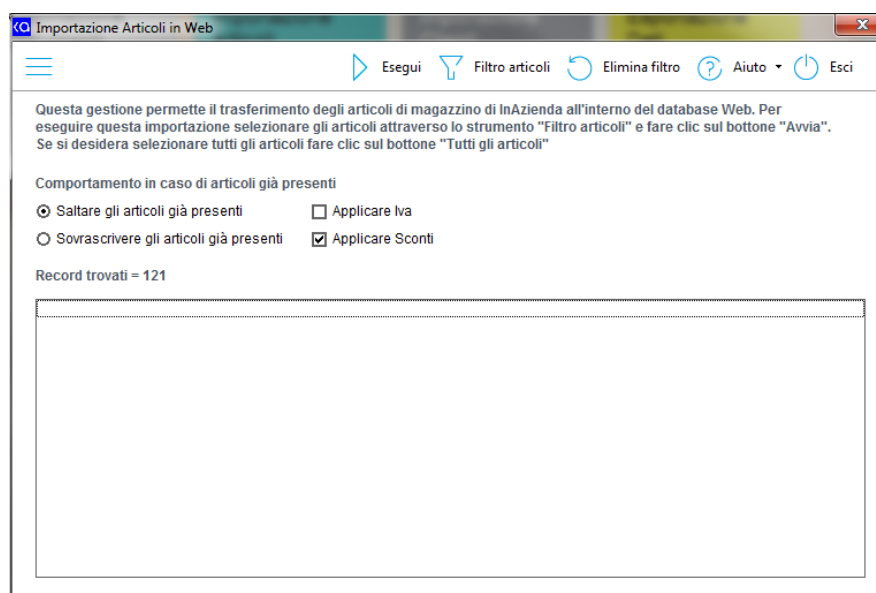 Importazione Articoli in Web
Esegui Filtro articoli Elimina filtro Aiuto Esci
Questa gestione permette il trasferimento degli articoli di magazzino di InAzienda all'interno del database Web. Per
eseguire questa importazione selezionare gli articoli attraverso lo strumento "Filtro articoli" e fare clic sul bottone "Avvia".
Se si desidera selezionare tutti gli articoli fare clic sul bottone "Tutti gli articoli"
Comportamento in caso di articoli già presenti
Saltare gli articoli già presenti Applicare Iva
Sovrascrivere gli articoli già presenti Applicare Sconti
Record trovati = 121